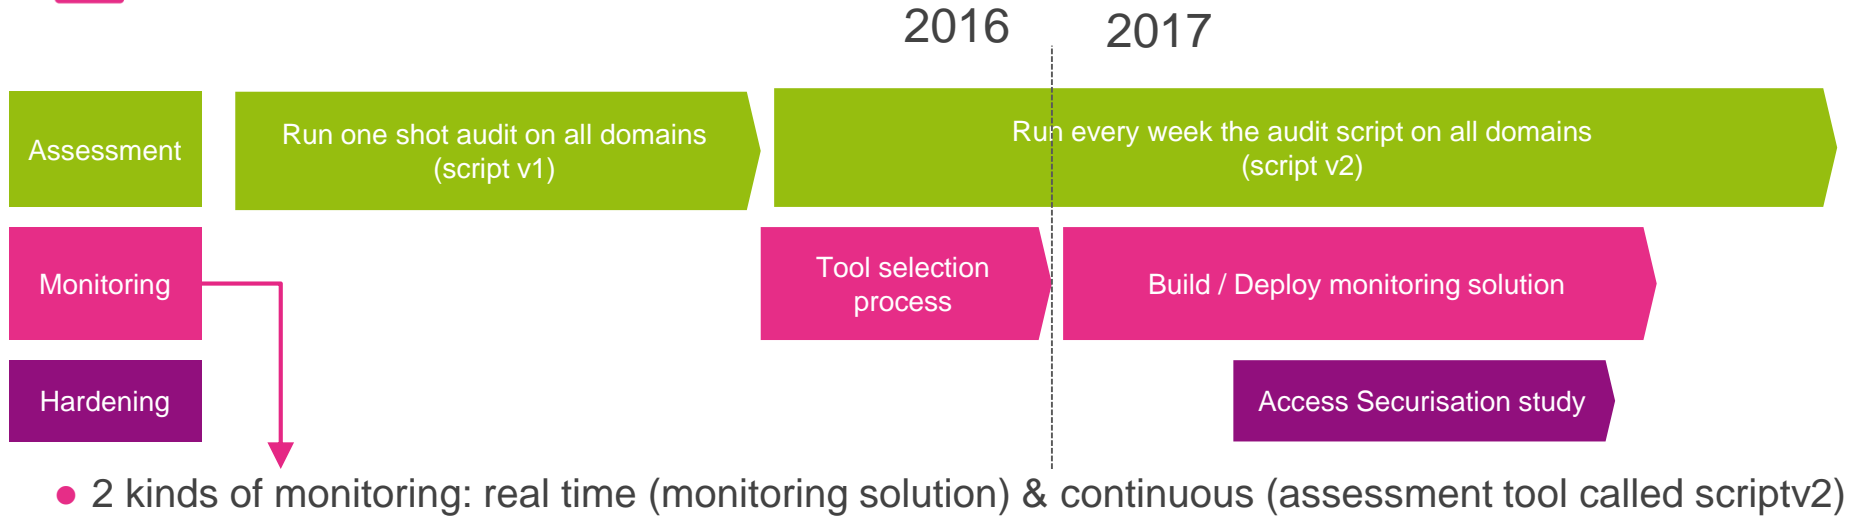 2016
2017
Assessment
Run one shot audit on all domains
(script v1)
Run every week the audit script on all domains
(script v2)
Monitoring
Tool selection
process
Build / Deploy monitoring solution
Hardening
Access Securisation study
● 2 kinds of monitoring: real time (monitoring solution) & continuous (assessment tool called scriptv2)